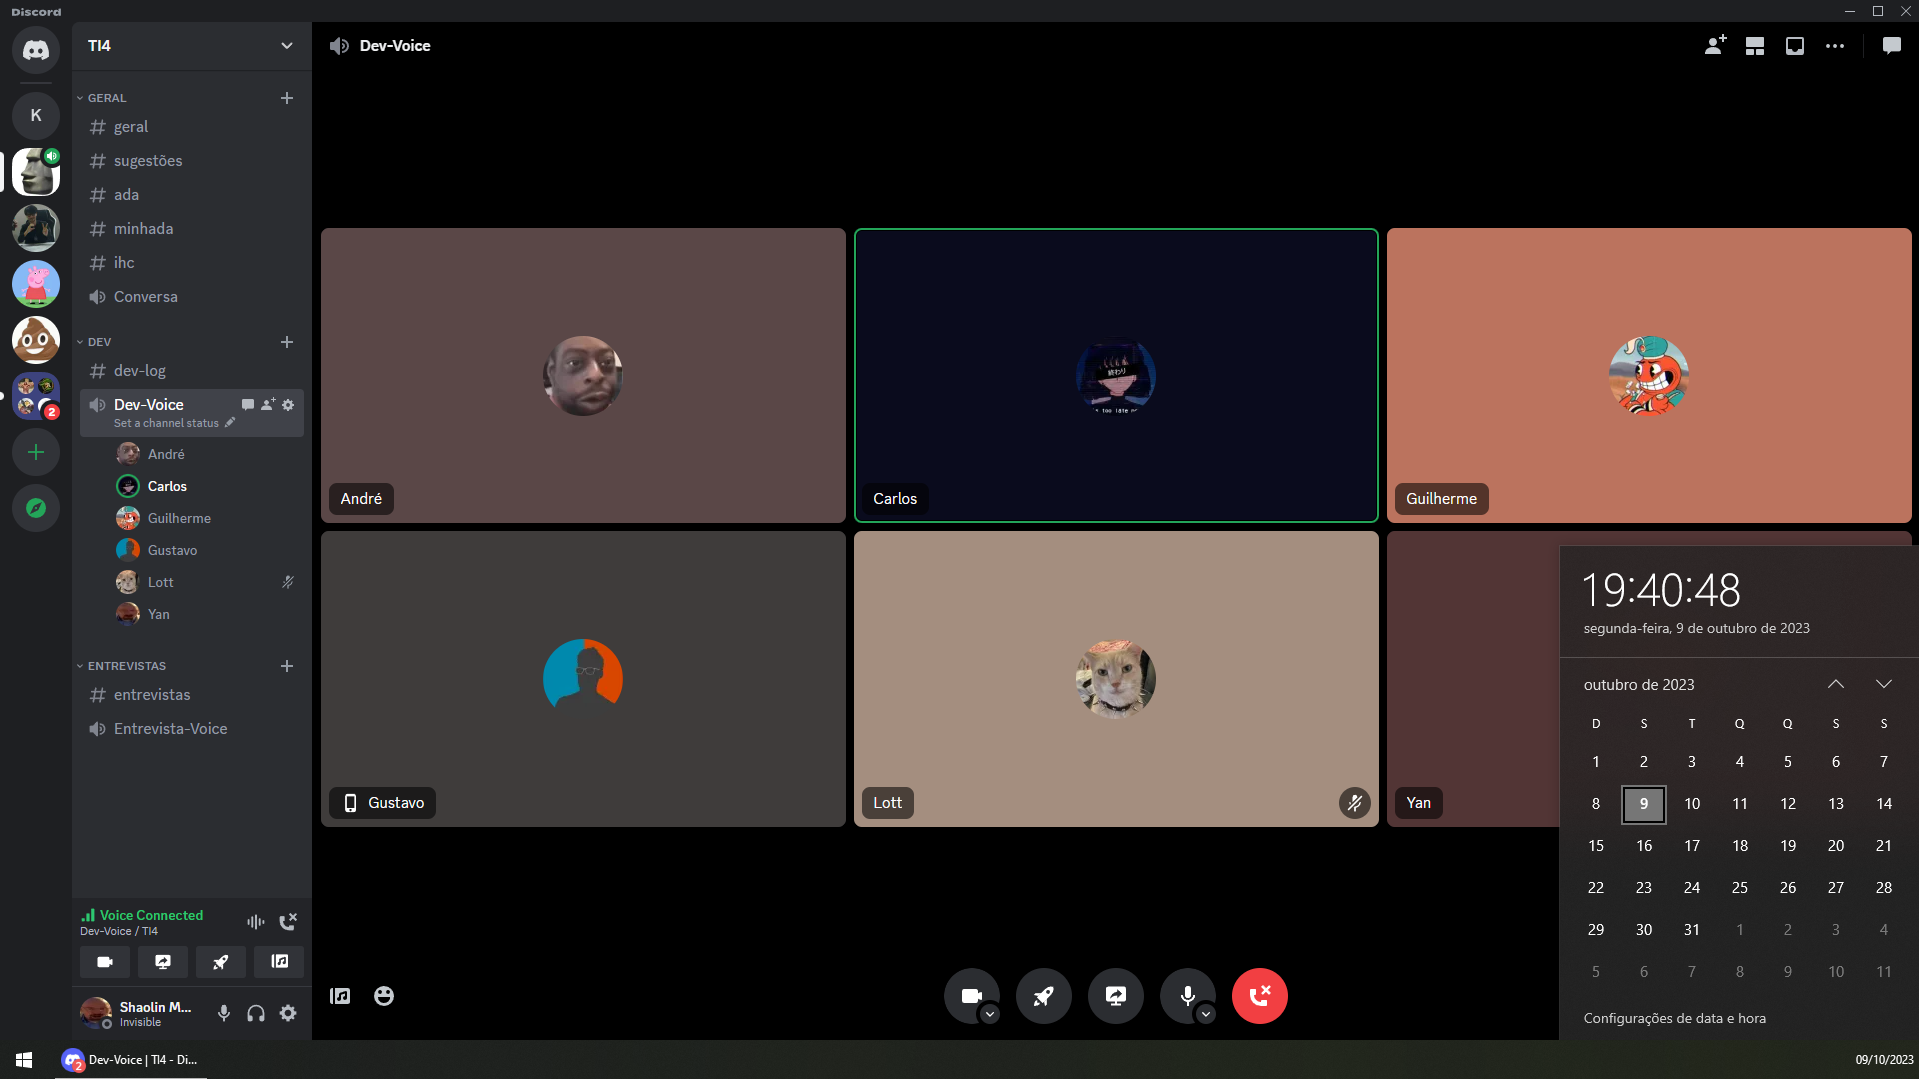 Discord
TI4
GERAL
geral
sugestões
ada
minhada
ihc
Conversa
DEV
dev-log
Dev-Voice
Set a channel status
André
Carlos
Guilherme
Gustavo
Lott
Yan
ENTREVISTAS
entrevistas
Entrevista-Voice
K
2
Voice Connected
Dev-Voice / TI4
Shaolin M...
Invisible
Dev-Voice
André
Carlos
終わり
Guilherme
Gustavo
Lott
Yan
19:40:48
segunda-feira, 9 de outubro de 2023
outubro de 2023
D S T Q Q S S
1 2 3 4 5 6 7
8 9 10 11 12 13 14
15 16 17 18 19 20 21
22 23 24 25 26 27 28
29 30 31 1 2 3 4
5 6 7 8 9 10 11
Configurações de data e hora
2
Dev-Voice | TI4 - Di...
09/10/2023